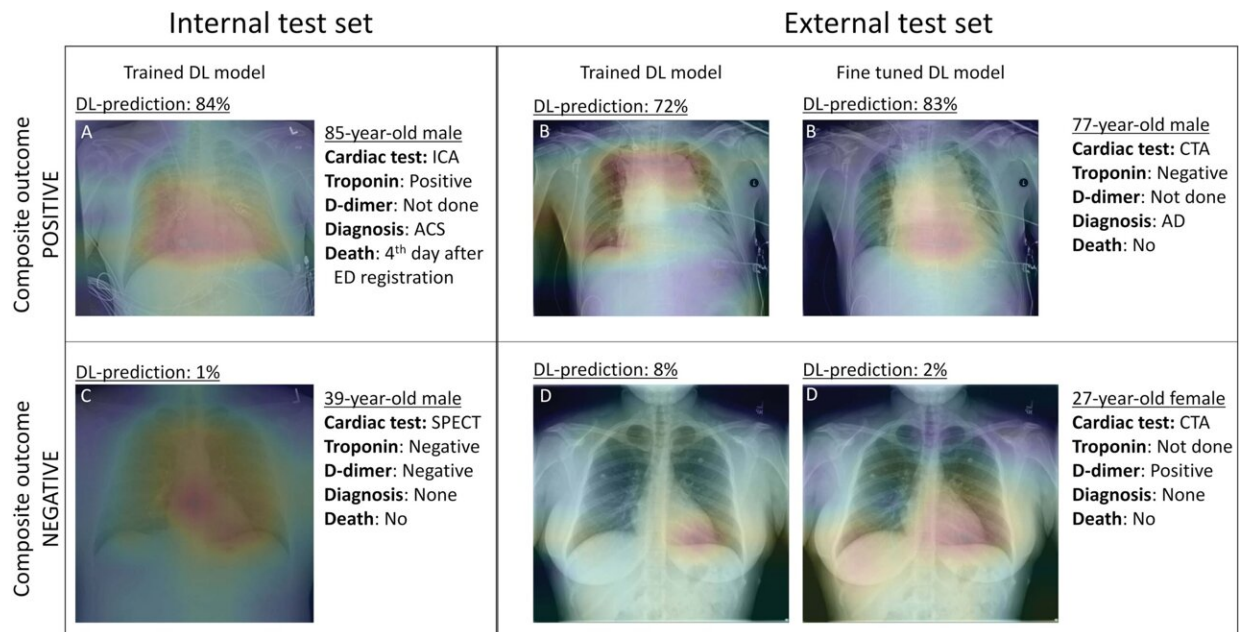 Internal test set
External test set
Composite outcome
POSITIVE
Trained DL model
DL-prediction: 84%
A
85-year-old male
Cardiac test: ICA
Troponin: Positive
D-dimer: Not done
Diagnosis: ACS
Death: 4th day after
ED registration
Trained DL model
DL-prediction: 72%
B
Fine tuned DL model
DL-prediction: 83%
B
77-year-old male
Cardiac test: CTA
Troponin: Negative
D-dimer: Not done
Diagnosis: AD
Death: No
Composite outcome
NEGATIVE
DL-prediction: 1%
C
39-year-old male
Cardiac test: SPECT
Troponin: Negative
D-dimer: Negative
Diagnosis: None
Death: No
DL-prediction: 8%
D
DL-prediction: 2%
D
27-year-old female
Cardiac test: CTA
Troponin: Not done
D-dimer: Positive
Diagnosis: None
Death: No